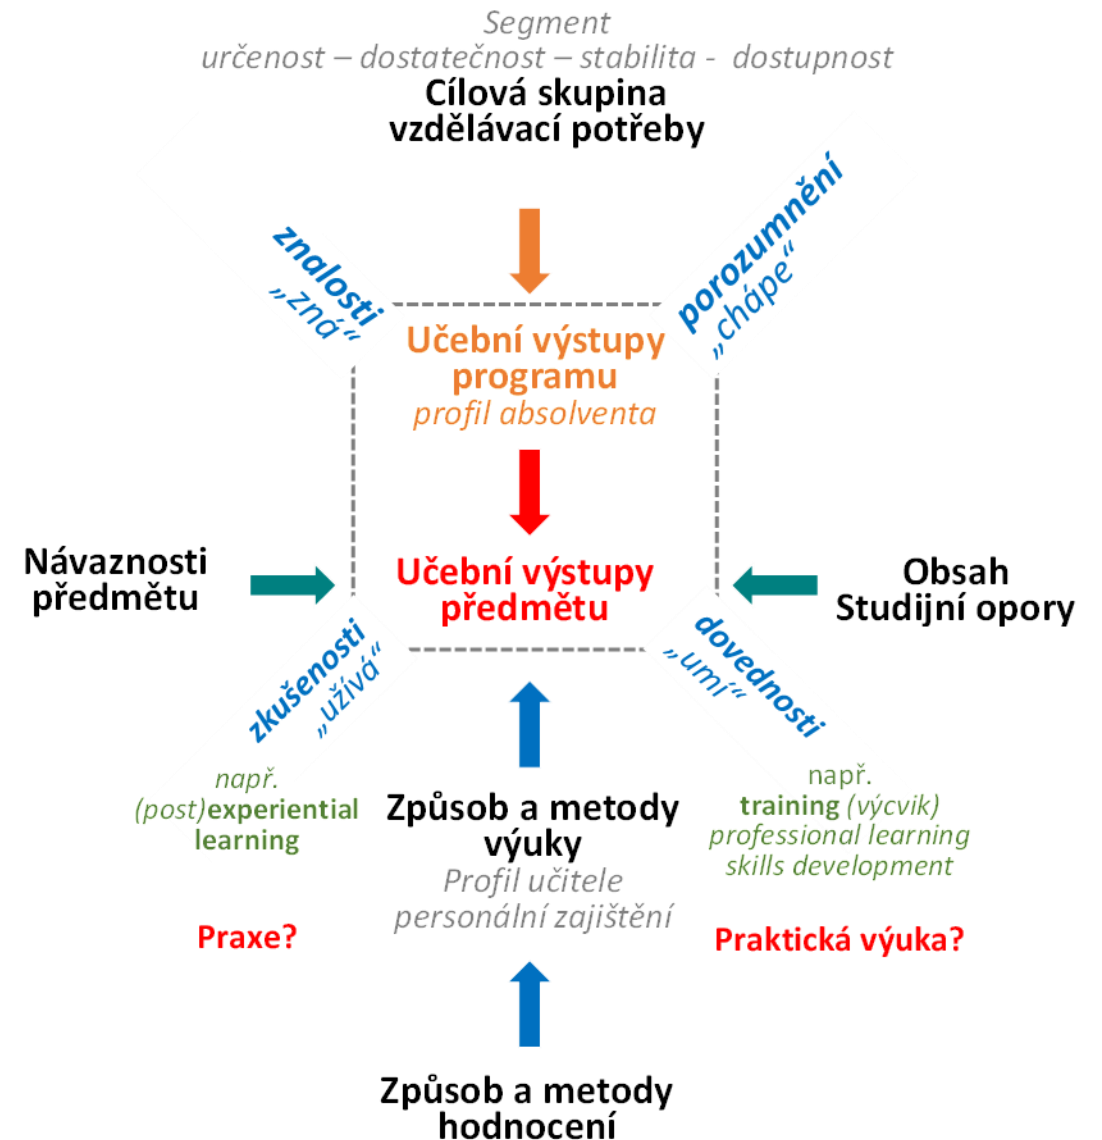 Segment
určenost – dostatečnost – stabilita - dostupnost
Cílová skupina
vzdělávací potřeby
znalosti
„zná“
porozumnění
„chápe“
Učební výstupy
programu
profil absolventa
Návaznosti
předmětu
Učební výstupy
předmětu
Obsah
Studijní opory
zkušenosti
„užívá“
dovednosti
„umí“
např.
(post)experiential
learning
Způsob a metody
výuky
Profil učitele
personální zajištění
např.
training (výcvik)
professional learning
skills development
Praxe?
Praktická výuka?
Způsob a metody
hodnocení